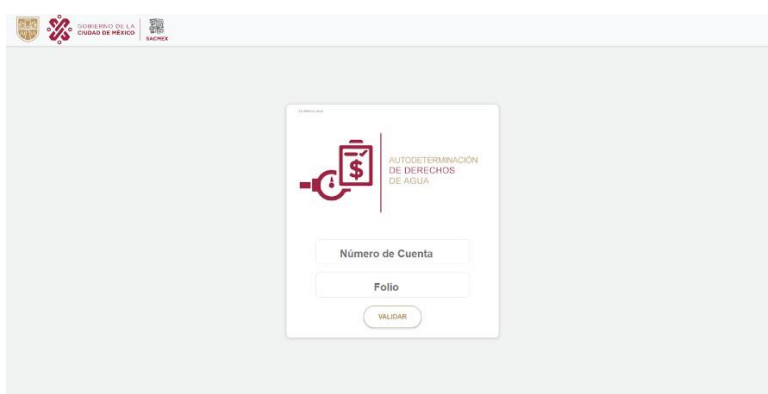 GOBIERNO DE LA
CIUDAD DE MÉXICO
SACMEX
AUTODETERMINACIÓN
DE DERECHOS
DE AGUA
Número de Cuenta
Folio
VALIDAR